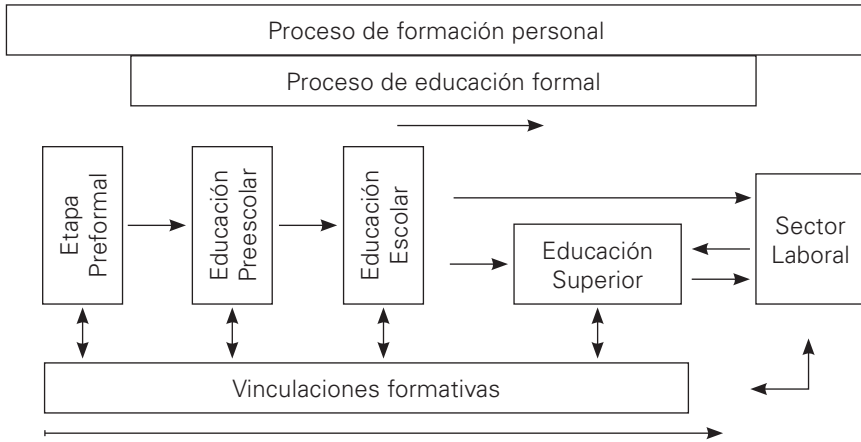 Proceso de formación personal
Proceso de educación formal
Etapa
Preformal
Educación
Preescolar
Educación
Escolar
Educación
Superior
Sector
Laboral
Vinculaciones formativas